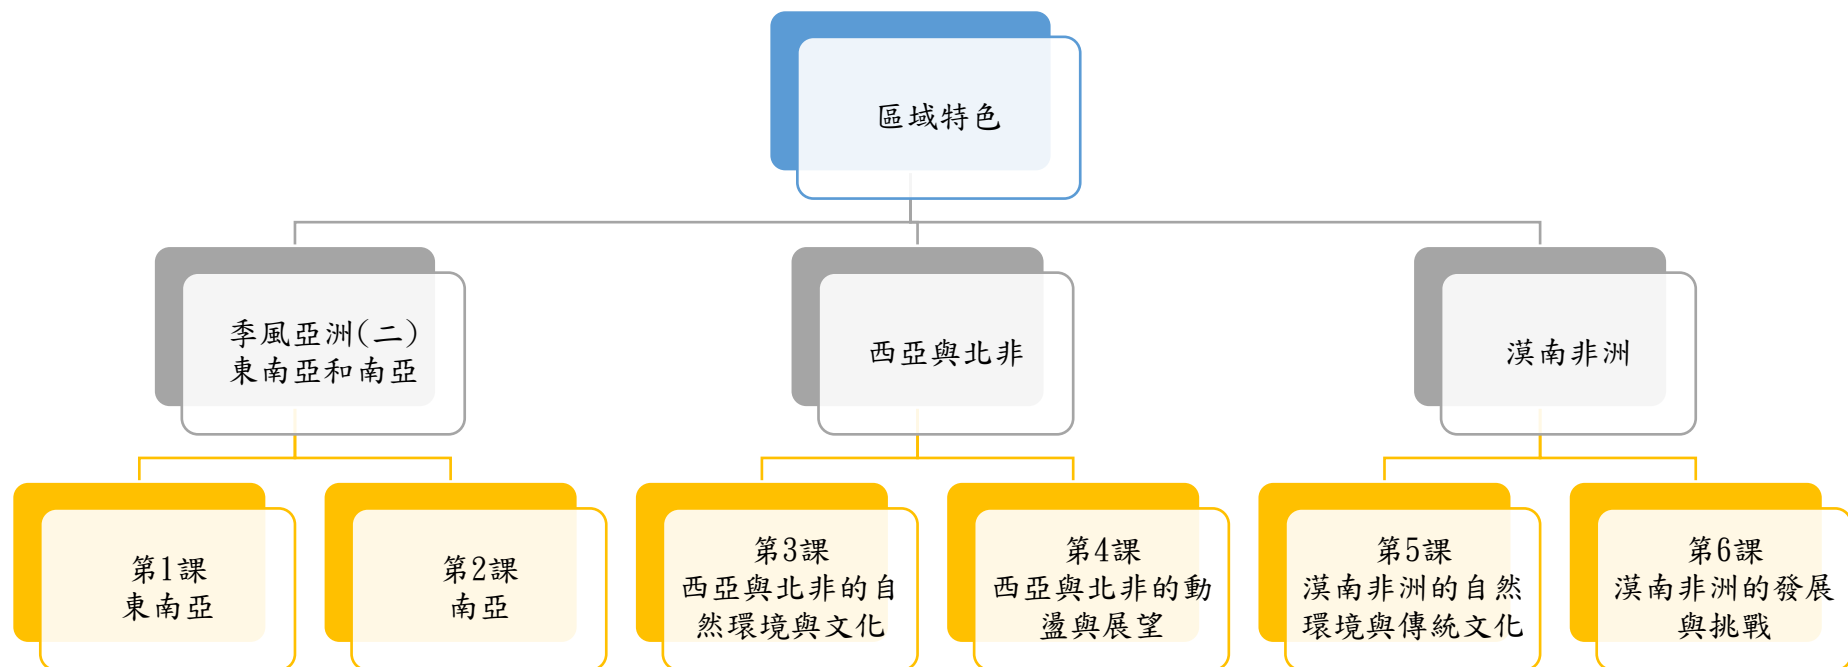 區域特色
季風亞洲(二)
東南亞和南亞
西亞與北非
漠南非洲
第1課
東南亞
第2課
南亞
第3課
西亞與北非的自
然環境與文化
第4課
西亞與北非的動
盪與展望
第5課
漠南非洲的自然
環境與傳統文化
第6課
漠南非洲的發展
與挑戰